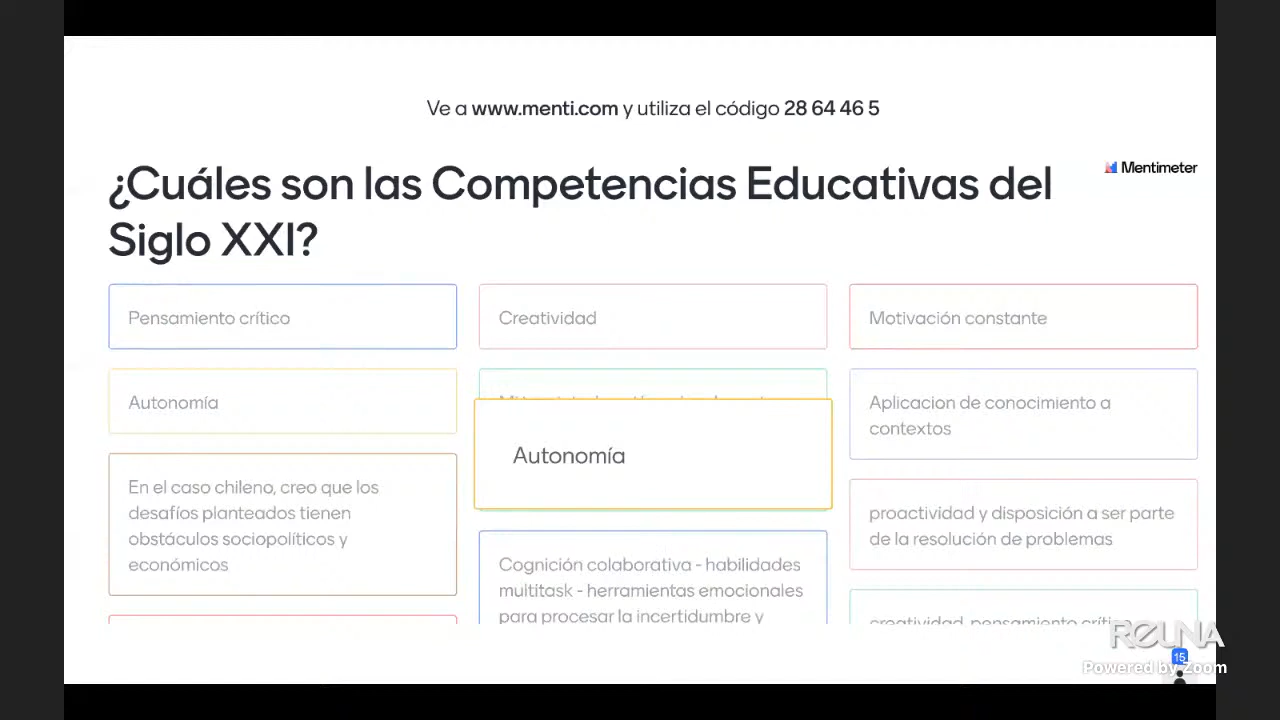 Ve a www.menti.com y utiliza el código 28 64 46 5
Mentimeter
¿Cuáles son las Competencias Educativas del
Siglo XXI?
Pensamiento crítico
Creatividad
Motivación constante
Autonomía
Autonomía
Aplicacion de conocimiento a
contextos
En el caso chileno, creo que los
desafíos planteados tienen
obstáculos sociopolíticos y
económicos
proactividad y disposición a ser parte
de la resolución de problemas
Cognición colaborativa - habilidades
multitask - herramientas emocionales
para procesar la incertidumbre y
creatividad, pensamiento
REUNA
15
Powered by Zoom